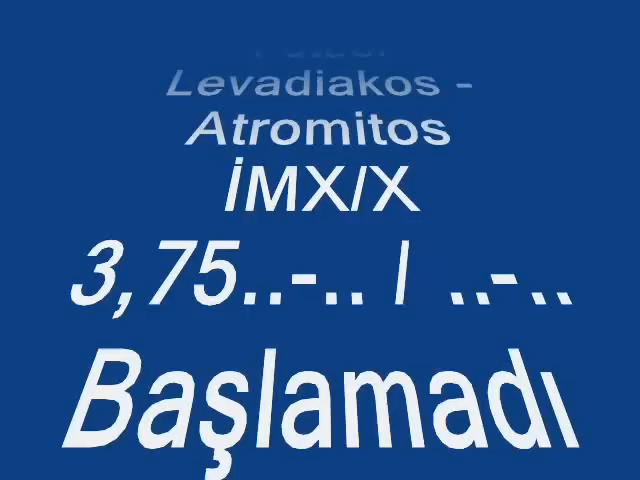 Levadiakos -
Atromitos
İMX/X
3,75..-.. / ..-..
Başlamadı